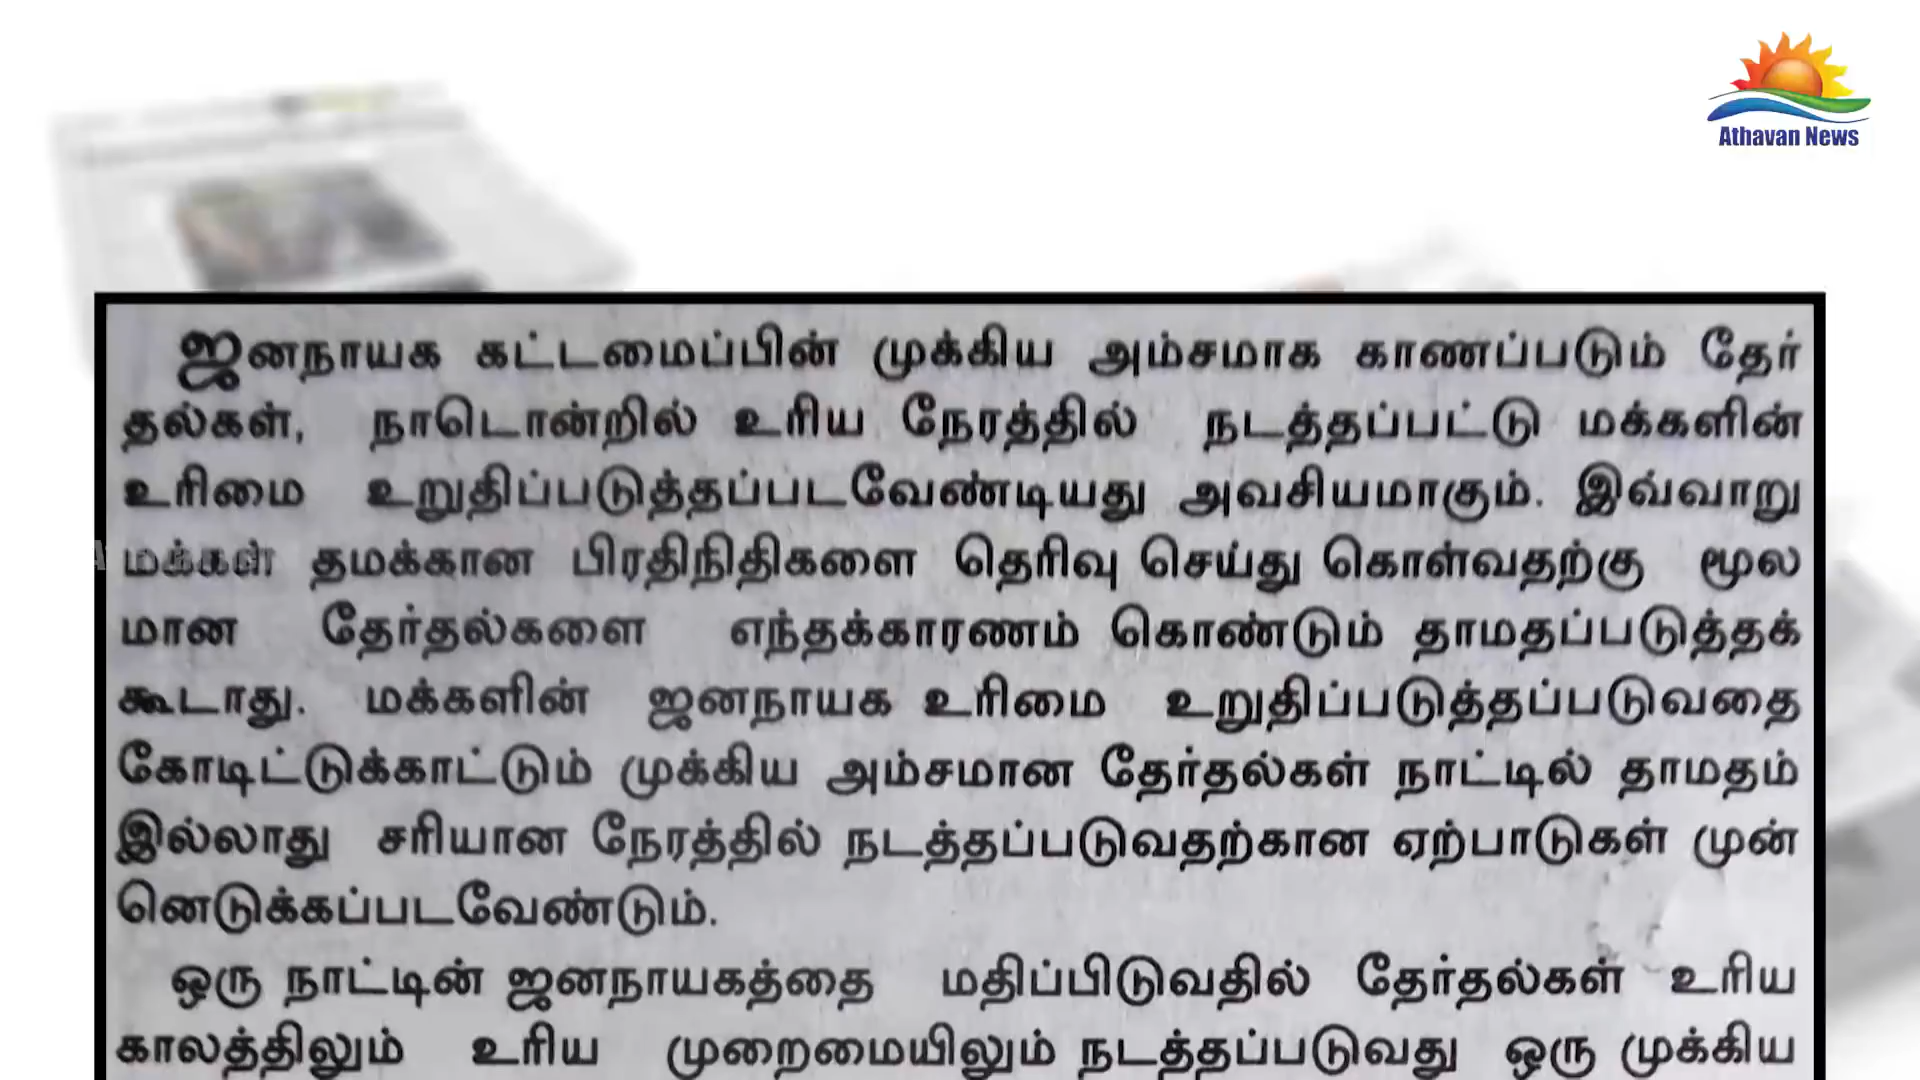 Athavan News
ஜனநாயக கட்டமைப்பின் முக்கிய அம்சமாக காணப்படும் தேர்
தல்கள், நாடொன்றில் உரிய நேரத்தில் நடத்தப்பட்டு மக்களின்
உரிமை உறுதிப்படுத்தப்படவேண்டியது அவசியமாகும். இவ்வாறு
மக்கள் தமக்கான பிரதிநிதிகளை தெரிவு செய்து கொள்வதற்கு மூல
மான தேர்தல்களை எந்தக்காரணம் கொண்டும் தாமதப்படுத்தக்
கூடாது. மக்களின் ஜனநாயக உரிமை உறுதிப்படுத்தப்படுவதை
கோடிட்டுக்காட்டும் முக்கிய அம்சமான தேர்தல்கள் நாட்டில் தாமதம்
இல்லாது சரியான நேரத்தில் நடத்தப்படுவதற்கான ஏற்பாடுகள் முன்
னெடுக்கப்படவேண்டும்.
ஒரு நாட்டின் ஜனநாயகத்தை மதிப்பிடுவதில் தேர்தல்கள் உரிய
காலத்திலும் உரிய முறைமையிலும் நடத்தப்படுவது ஒரு முக்கிய